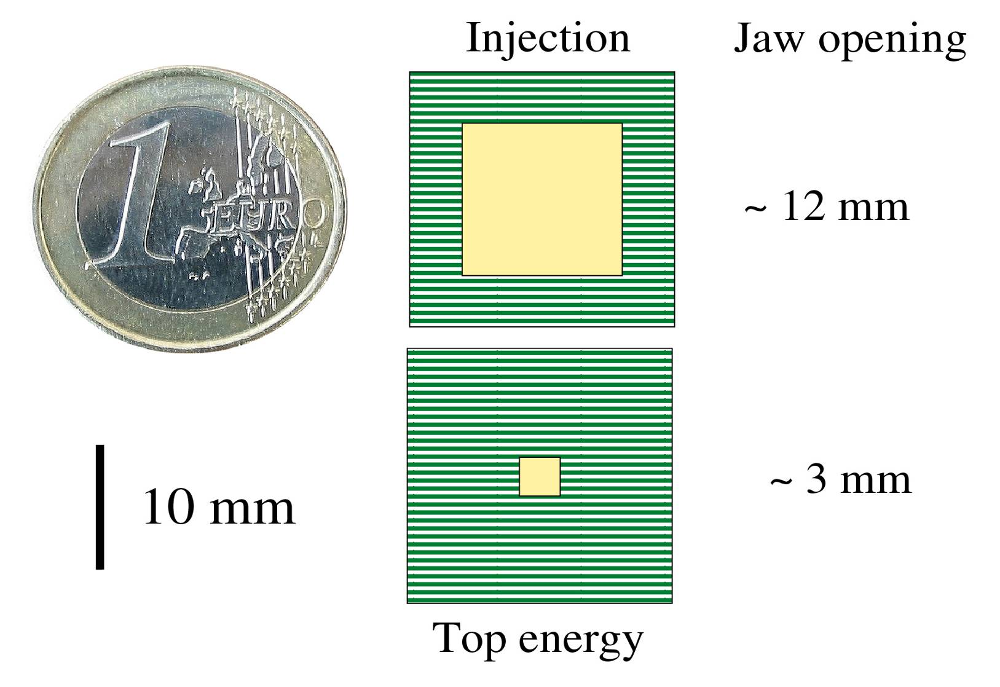 Injection
Jaw opening
1
EURO
~ 12 mm
10 mm
~ 3 mm
Top energy